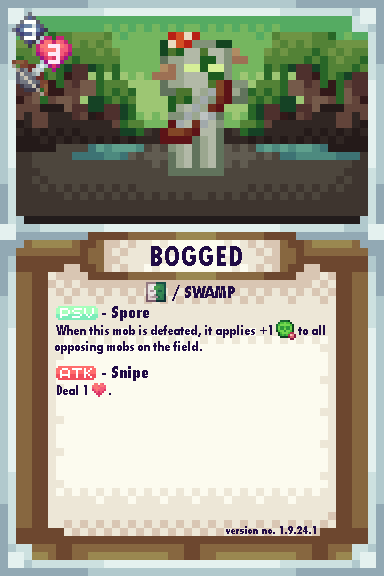 3
3
BOGGED
/ SWAMP
PSV - Spore
When this mob is defeated, it applies +1 to all
opposing mobs on the field.
ATK - Snipe
Deal 1 .
version no. 1.9.24.1